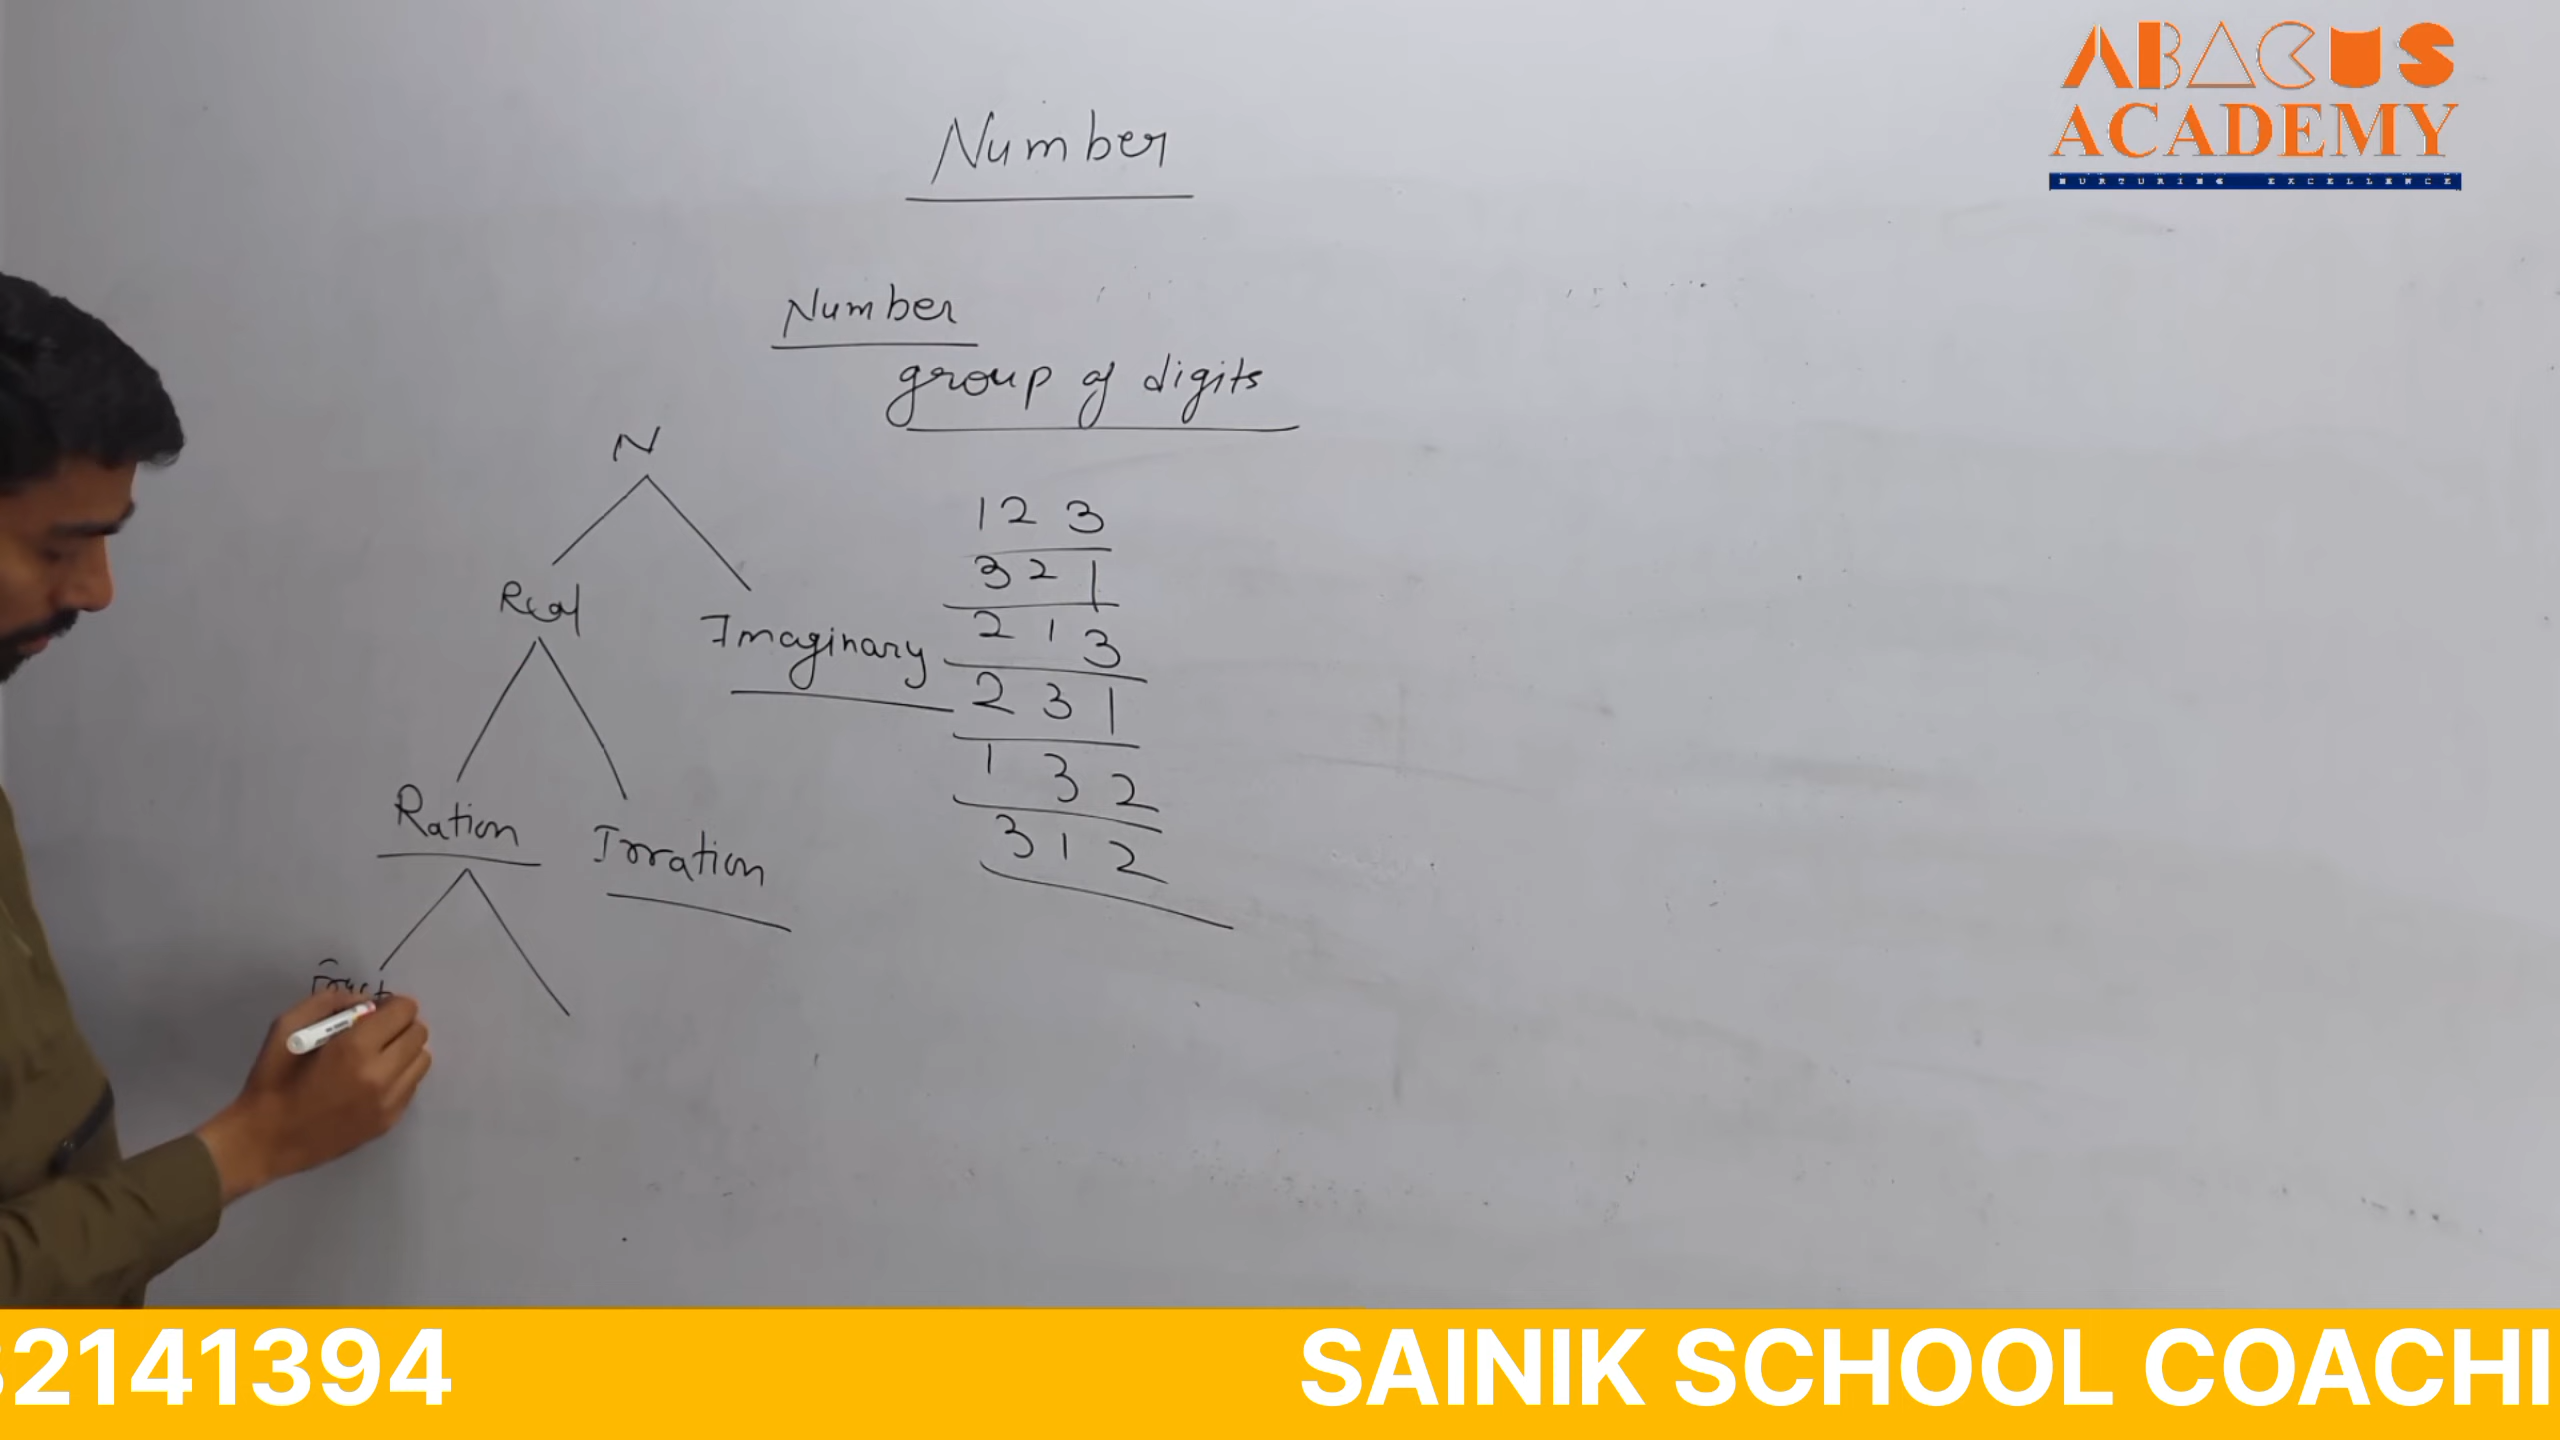 ABACUS
ACADEMY
NURTURING EXCELLENCE
Number
Number
group of digits
N
Real
Imaginary
Ration
Irration
Fract
123
321
213
231
132
312
2141394
SAINIK SCHOOL COACHI